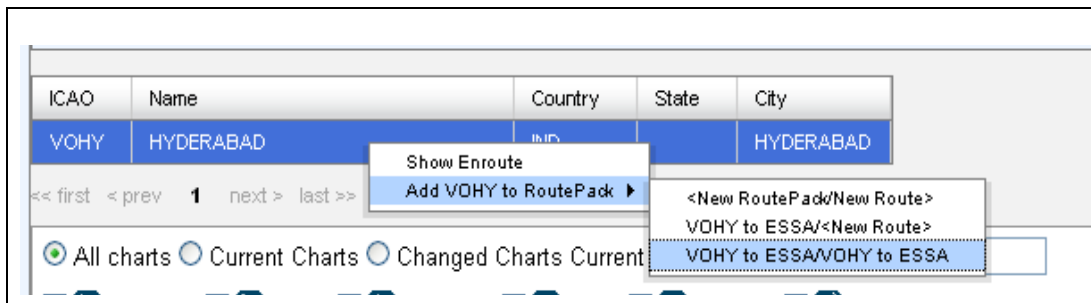 ICAO Name Country State City
VOHY HYDERABAD IND HYDERABAD
Show Enroute
Add VOHY to RoutePack
<< first < prev 1 next > last >>
<New RoutePack/New Route>
VOHY to ESSA/<New Route>
VOHY to ESSA/VOHY to ESSA
All charts Current Charts Changed Charts Current